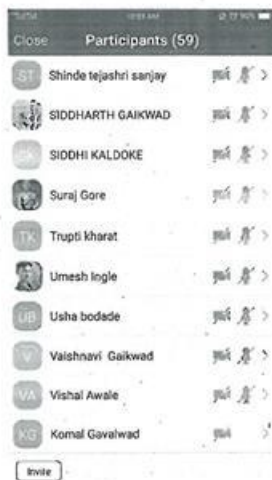 Close Participants (59)
ST Shinde tejashri sanjay
SIDDHARTH GAIKWAD
SIDDHI KALDOKE
Suraj Gore
TK Trupti kharat
Umesh Ingle
UB Usha bodade
V Vaishnavi Gaikwad
VA Vishal Awale
KG Komal Gavalwad
Invite